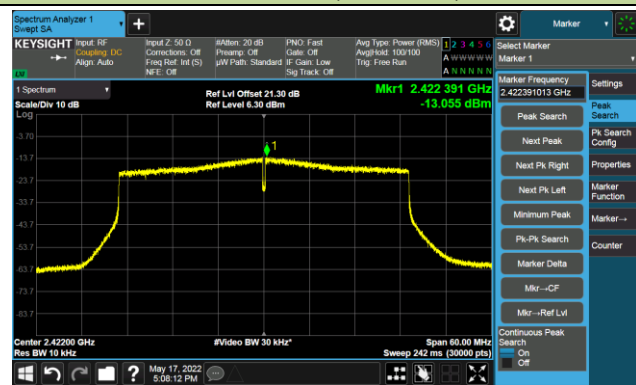 Spectrum Analyzer 1
Swept SA
+
Marker
KEYSIGHT
Input: RF
Coupling: DC
Align: Auto
Input Z: 50 Ω
Corrections: Off
Freq Ref: Int (S)
NFE: Off
#Atten: 20 dB
Preamp: Off
µW Path: Standard
PNO: Fast
Gate: Off
IF Gain: Low
Sig Track: Off
Avg Type: Power (RMS)
Avg|Hold: 100/100
Trig: Free Run
1 2 3 4 5 6
A W W W W W
A N N N N N
Select Marker
Marker 1
1 Spectrum
Scale/Div 10 dB
Log
Ref Lvl Offset 21.30 dB
Ref Level 6.30 dBm
Mkr1 2.422 391 GHz
-13.055 dBm
1
-3.70
-13.7
-23.7
-33.7
-43.7
-53.7
-63.7
-73.7
-83.7
Center 2.42200 GHz
Res BW 10 kHz
#Video BW 30 kHz*
Span 60.00 MHz
Sweep 242 ms (30000 pts)
Marker Frequency
2.422391013 GHz
Peak Search
Next Peak
Next Pk Right
Next Pk Left
Minimum Peak
Pk-Pk Search
Marker Delta
Mkr→CF
Mkr→Ref Lvl
Continuous Peak
Search
On
Off
Settings
Peak
Search
Pk Search
Config
Properties
Marker
Function
Marker→
Counter
?
May 17, 2022
5:08:12 PM